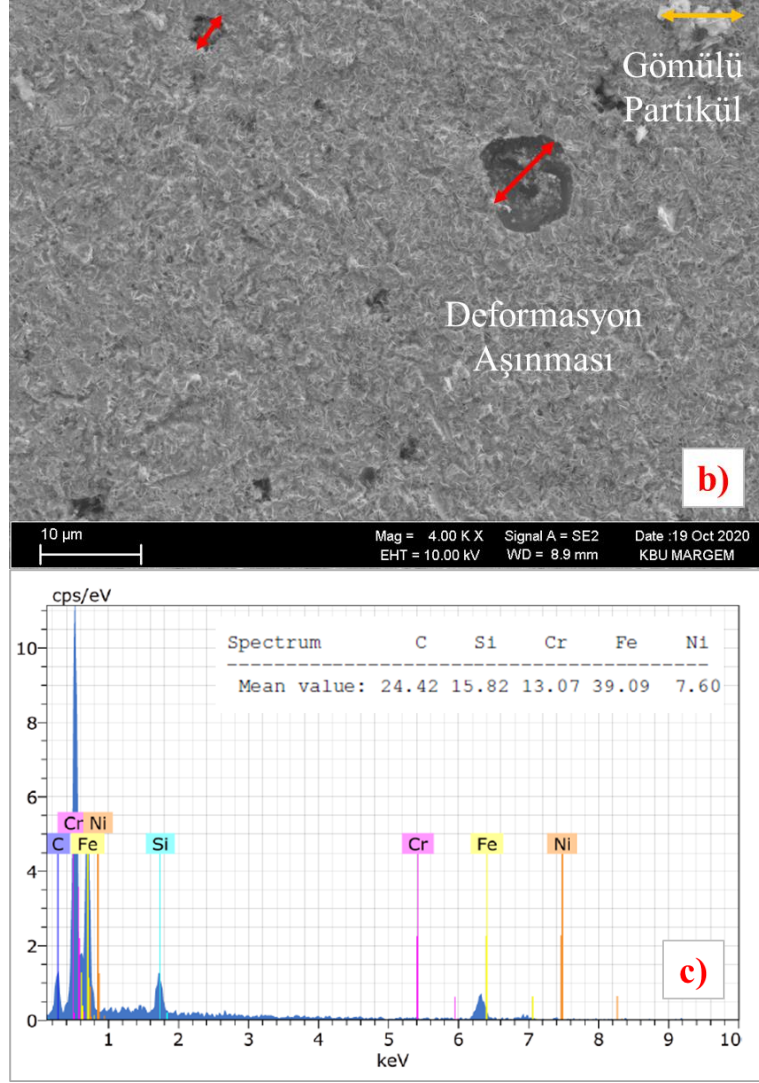 Gömülü
Partikül
Deformasyon
Aşınması
b)
10 µm
Mag = 4.00 K X Signal A = SE2 Date :19 Oct 2020
EHT = 10.00 kV WD = 8.9 mm KBU MARGEM
cps/eV
Spectrum C Si Cr Fe Ni
Mean value: 24.42 15.82 13.07 39.09 7.60
10
8
6
Cr Ni
C Fe Si Cr Fe Ni
4
2
c)
0
0 1 2 3 4 5 6 7 8 9 10
keV